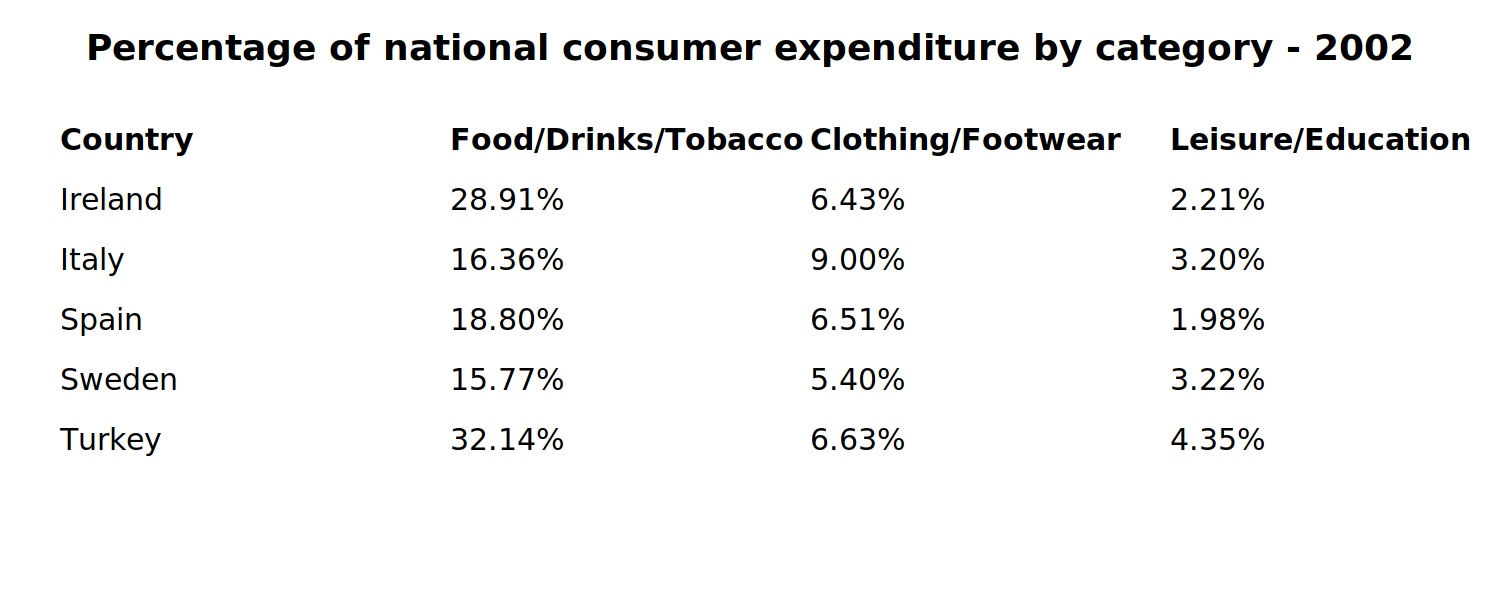 Percentage of national consumer expenditure by category - 2002
Country Food/Drinks/Tobacco Clothing/Footwear Leisure/Education
Ireland 28.91% 6.43% 2.21%
Italy 16.36% 9.00% 3.20%
Spain 18.80% 6.51% 1.98%
Sweden 15.77% 5.40% 3.22%
Turkey 32.14% 6.63% 4.35%